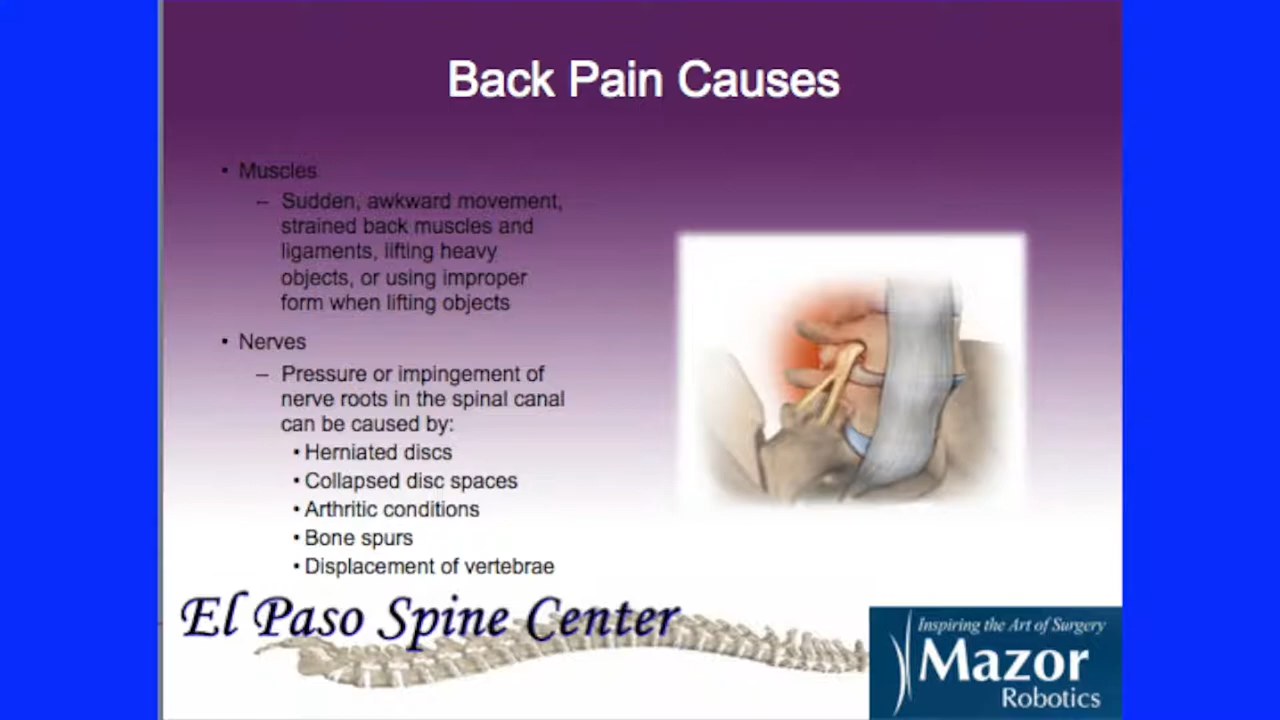 Back Pain Causes
• Muscles
– Sudden, awkward movement,
strained back muscles and
ligaments, lifting heavy
objects, or using improper
form when lifting objects
• Nerves
– Pressure or impingement of
nerve roots in the spinal canal
can be caused by:
• Herniated discs
• Collapsed disc spaces
• Arthritic conditions
• Bone spurs
• Displacement of vertebrae
El Paso Spine Center
Inspiring the Art of Surgery
Mazor
Robotics